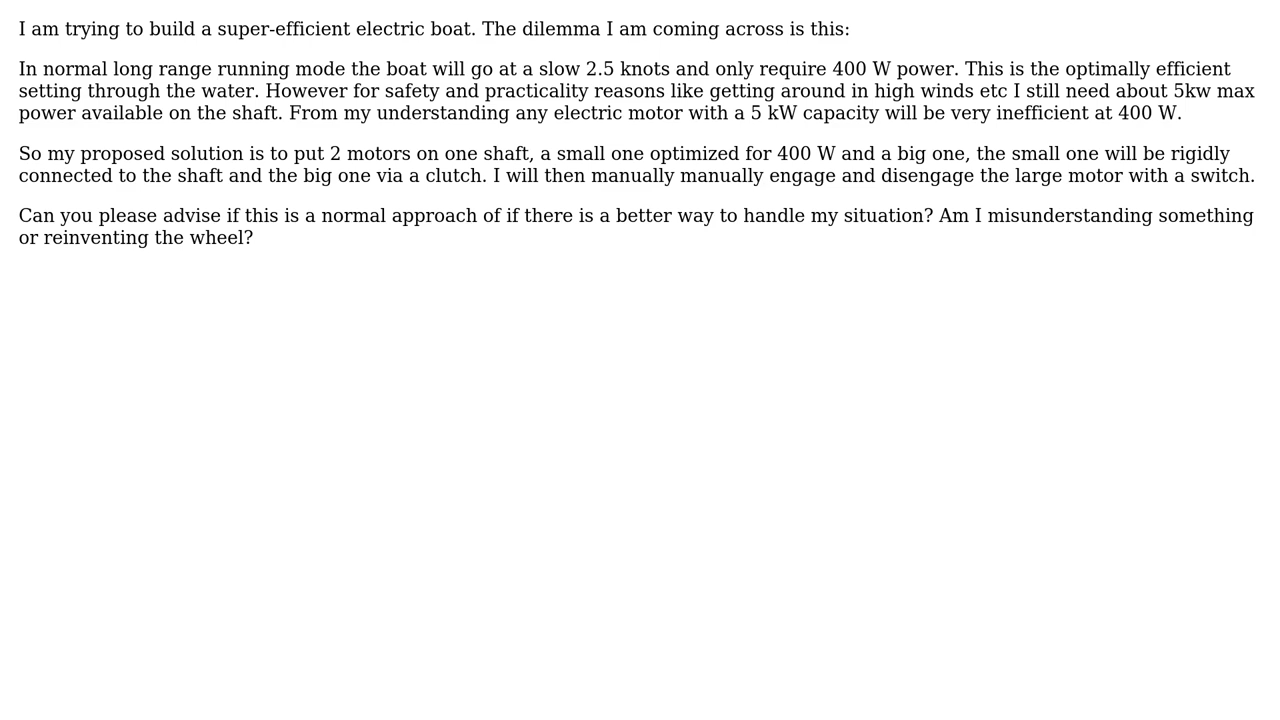 I am trying to build a super-efficient electric boat. The dilemma I am coming across is this:
In normal long range running mode the boat will go at a slow 2.5 knots and only require 400 W power. This is the optimally efficient
setting through the water. However for safety and practicality reasons like getting around in high winds etc I still need about 5kw max
power available on the shaft. From my understanding any electric motor with a 5 kW capacity will be very inefficient at 400 W.
So my proposed solution is to put 2 motors on one shaft, a small one optimized for 400 W and a big one, the small one will be rigidly
connected to the shaft and the big one via a clutch. I will then manually manually engage and disengage the large motor with a switch.
Can you please advise if this is a normal approach of if there is a better way to handle my situation? Am I misunderstanding something
or reinventing the wheel?